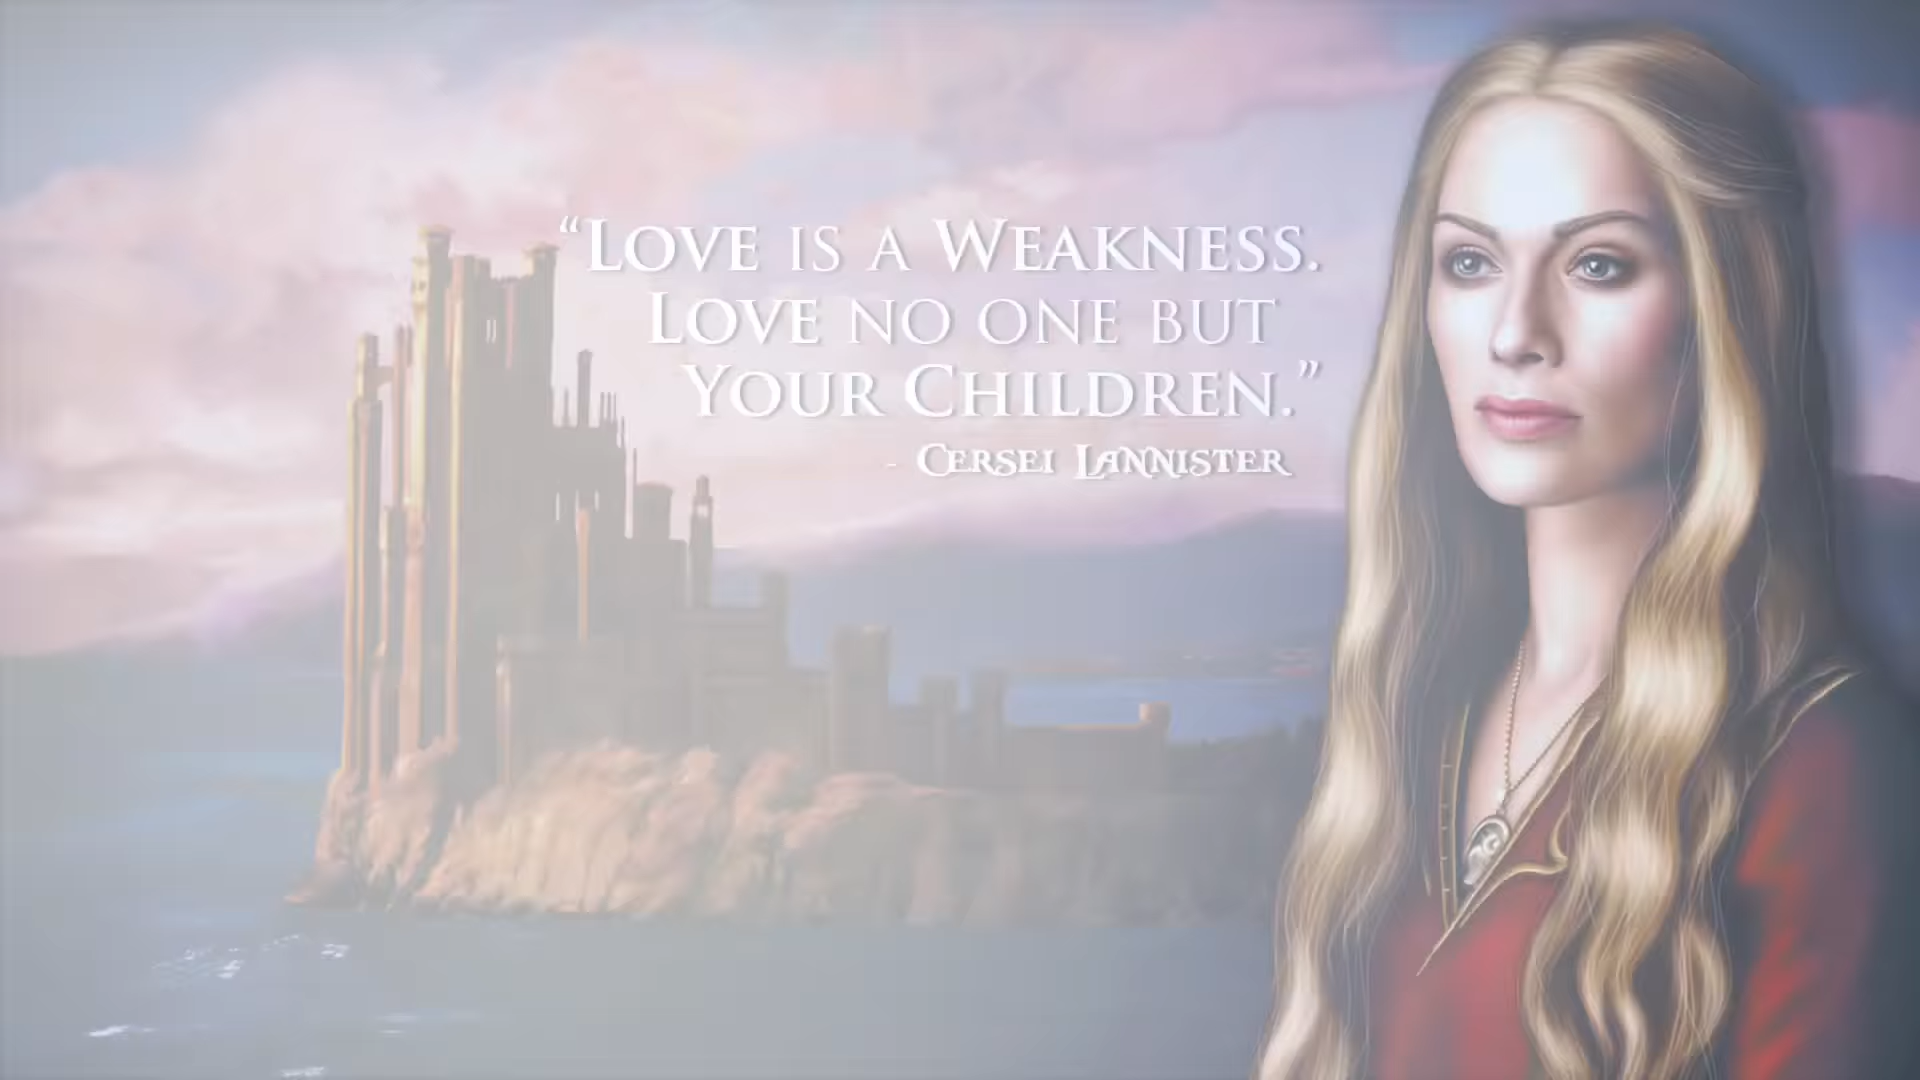 “Love is a Weakness.
Love no one but
Your Children.”
- Cersei Lannister